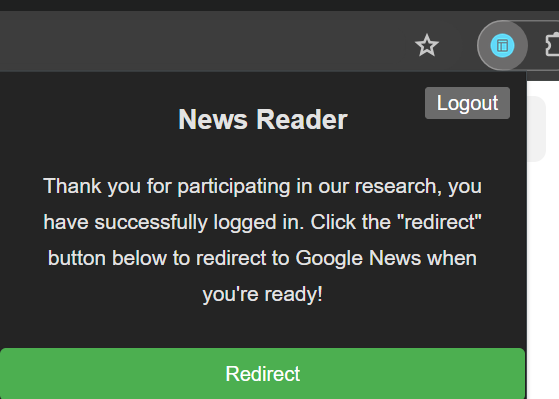 Logout
News Reader
Thank you for participating in our research, you
have successfully logged in. Click the "redirect"
button below to redirect to Google News when
you're ready!
Redirect